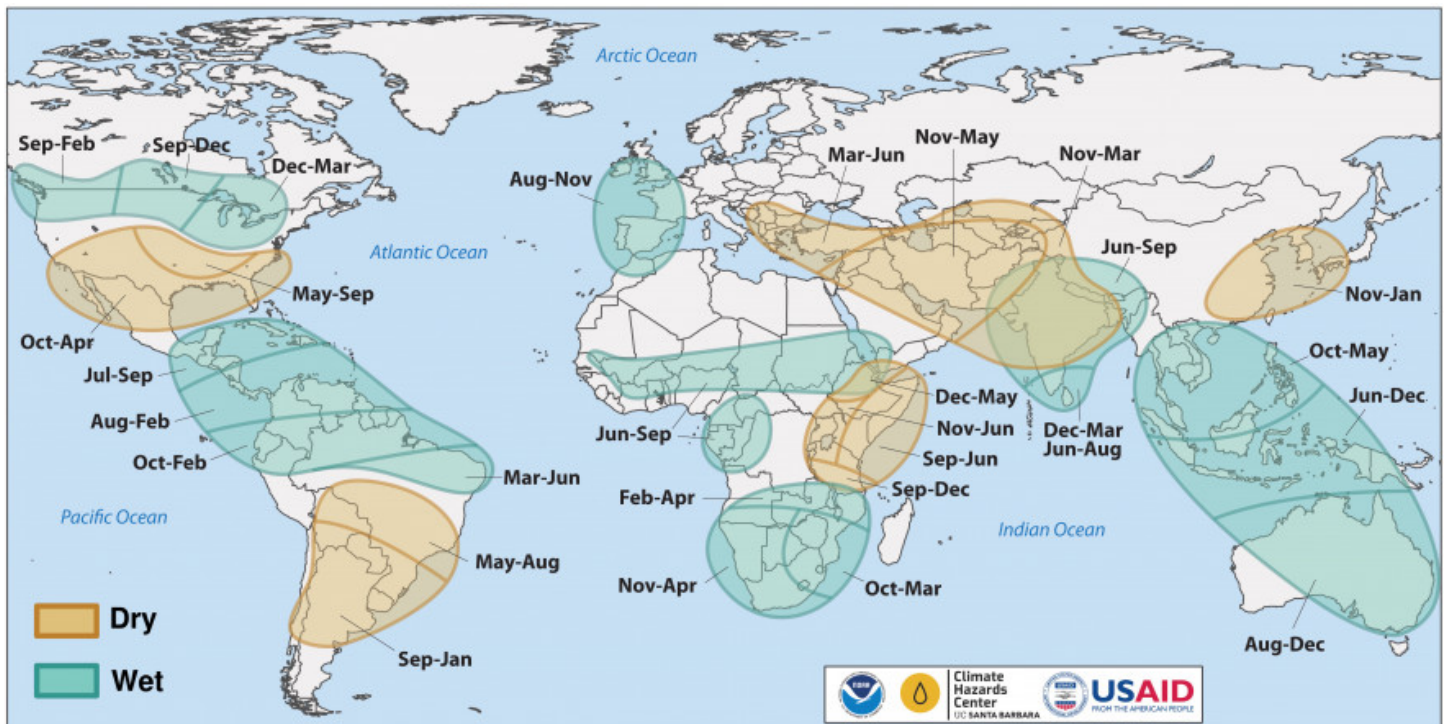 Arctic Ocean
Sep-Feb
Sep-Dec
Dec-Mar
Aug-Nov
Mar-Jun
Nov-May
Nov-Mar
Jun-Sep
Atlantic Ocean
May-Sep
Nov-Jan
Oct-Apr
Oct-May
Jul-Sep
Dec-May
Jun-Dec
Aug-Feb
Jun-Sep
Nov-Jun
Dec-Mar
Jun-Aug
Oct-Feb
Sep-Jun
Mar-Jun
Feb-Apr
Sep-Dec
Pacific Ocean
Indian Ocean
May-Aug
Nov-Apr
Oct-Mar
Dry
Sep-Jan
Aug-Dec
Wet
NOAA
Climate
Hazards
Center
UC SANTA BARBARA
USAID
FROM THE AMERICAN PEOPLE